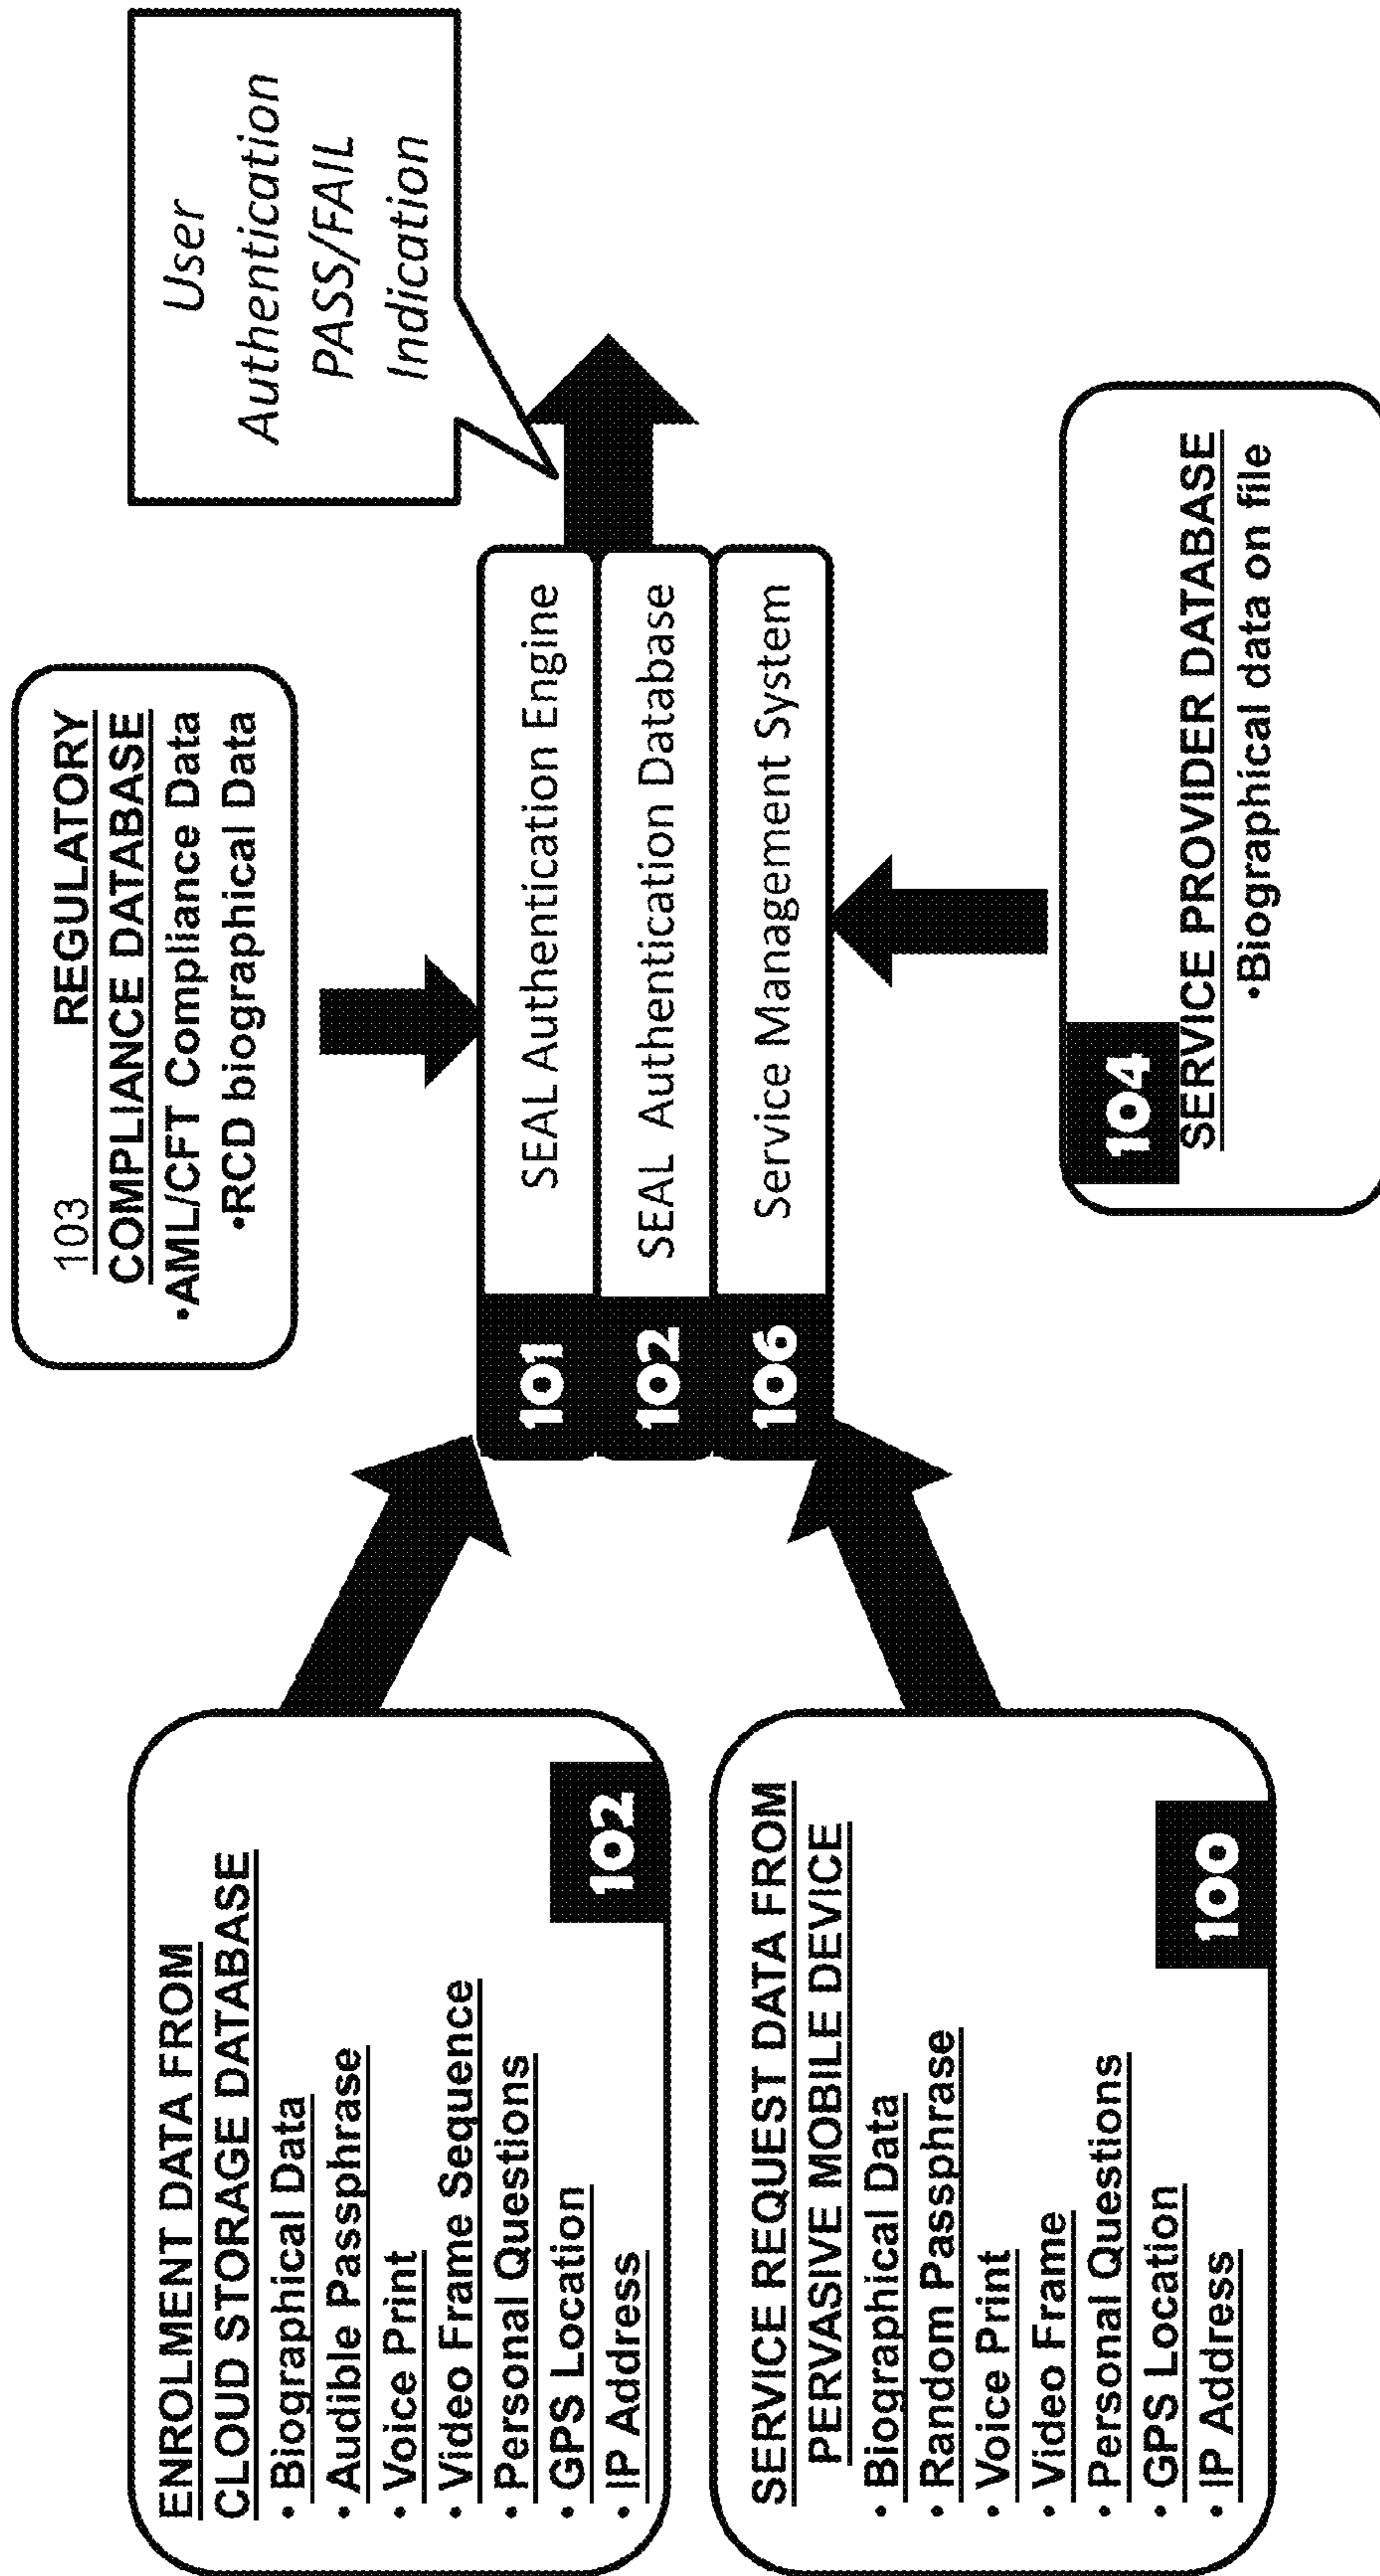 ENROLMENT DATA FROM
CLOUD STORAGE DATABASE
• Biographical Data
• Audible Passphrase
• Voice Print
• Video Frame Sequence
• Personal Questions
• GPS Location
• IP Address
102
SERVICE REQUEST DATA FROM
PERVASIVE MOBILE DEVICE
• Biographical Data
• Random Passphrase
• Voice Print
• Video Frame
• Personal Questions
• GPS Location
• IP Address
100
103 REGULATORY
COMPLIANCE DATABASE
•AML/CFT Compliance Data
•RCD biographical Data
101 SEAL Authentication Engine
102 SEAL Authentication Database
106 Service Management System
104
SERVICE PROVIDER DATABASE
•Biographical data on file
User
Authentication
PASS/FAIL
Indication